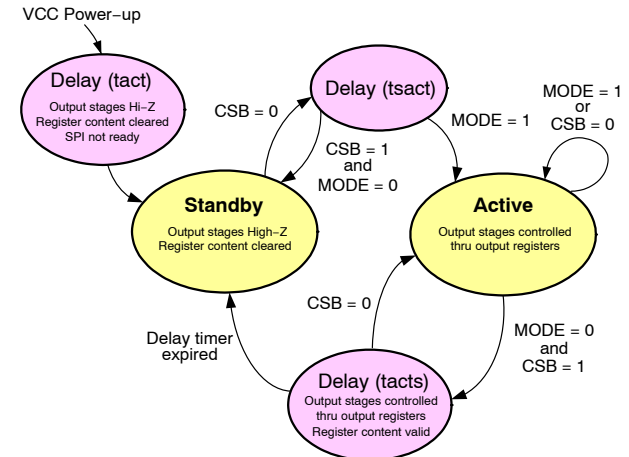 VCC Power−up
Delay (tact)
Output stages Hi−Z
Register content cleared
SPI not ready
CSB = 0
Delay (tsact)
CSB = 1
and
MODE = 0
MODE = 1
MODE = 1
or
CSB = 0
Standby
Output stages High−Z
Register content cleared
Active
Output stages controlled
thru output registers
CSB = 0
Delay timer
expired
MODE = 0
and
CSB = 1
Delay (tacts)
Output stages controlled
thru output registers
Register content valid